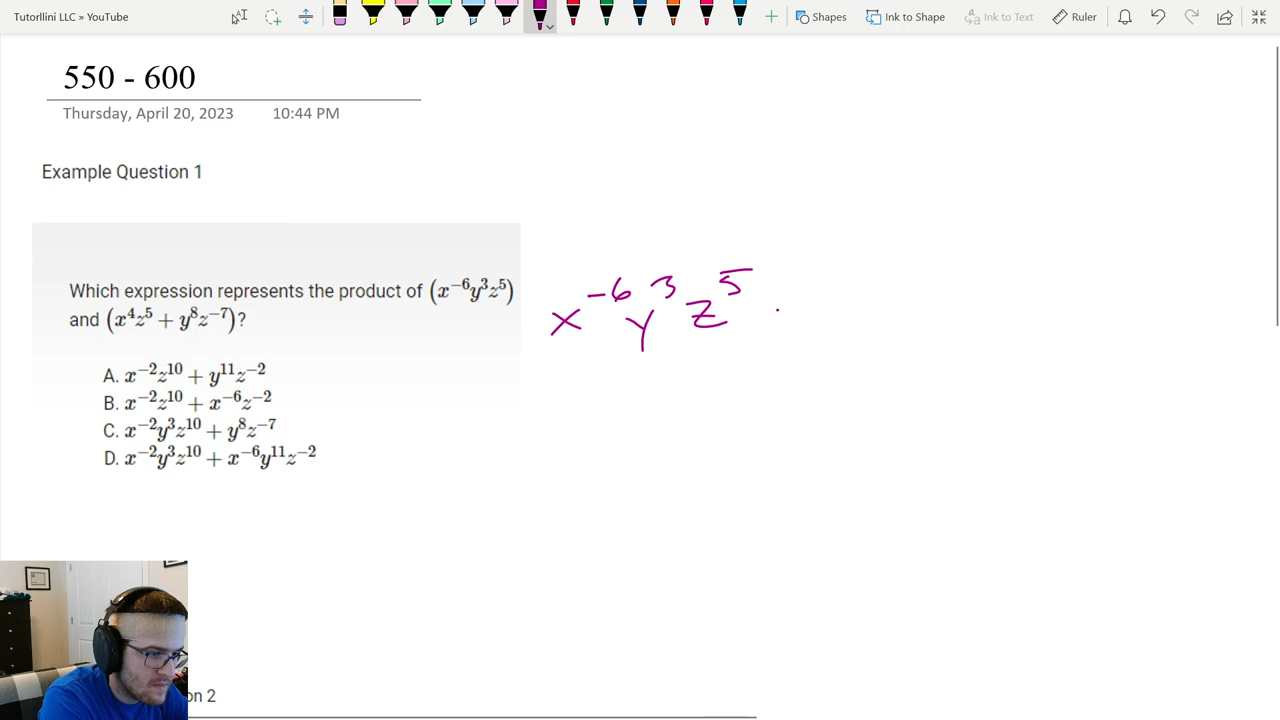 Tutorllini LLC » YouTube
Shapes
Ink to Shape
Ink to Text
Ruler
550 - 600
Thursday, April 20, 2023 10:44 PM
Example Question 1
Which expression represents the product of (x⁻⁶y³z⁵)
and (x⁴z⁵ + y⁸z⁻⁷)?
x⁻⁶ y³ z⁵ ·
A. x⁻²z¹⁰ + y¹¹z⁻²
B. x⁻²z¹⁰ + x⁻⁶z⁻²
C. x⁻²y³z¹⁰ + y⁸z⁻⁷
D. x⁻²y³z¹⁰ + x⁻⁶y¹¹z⁻²
on 2